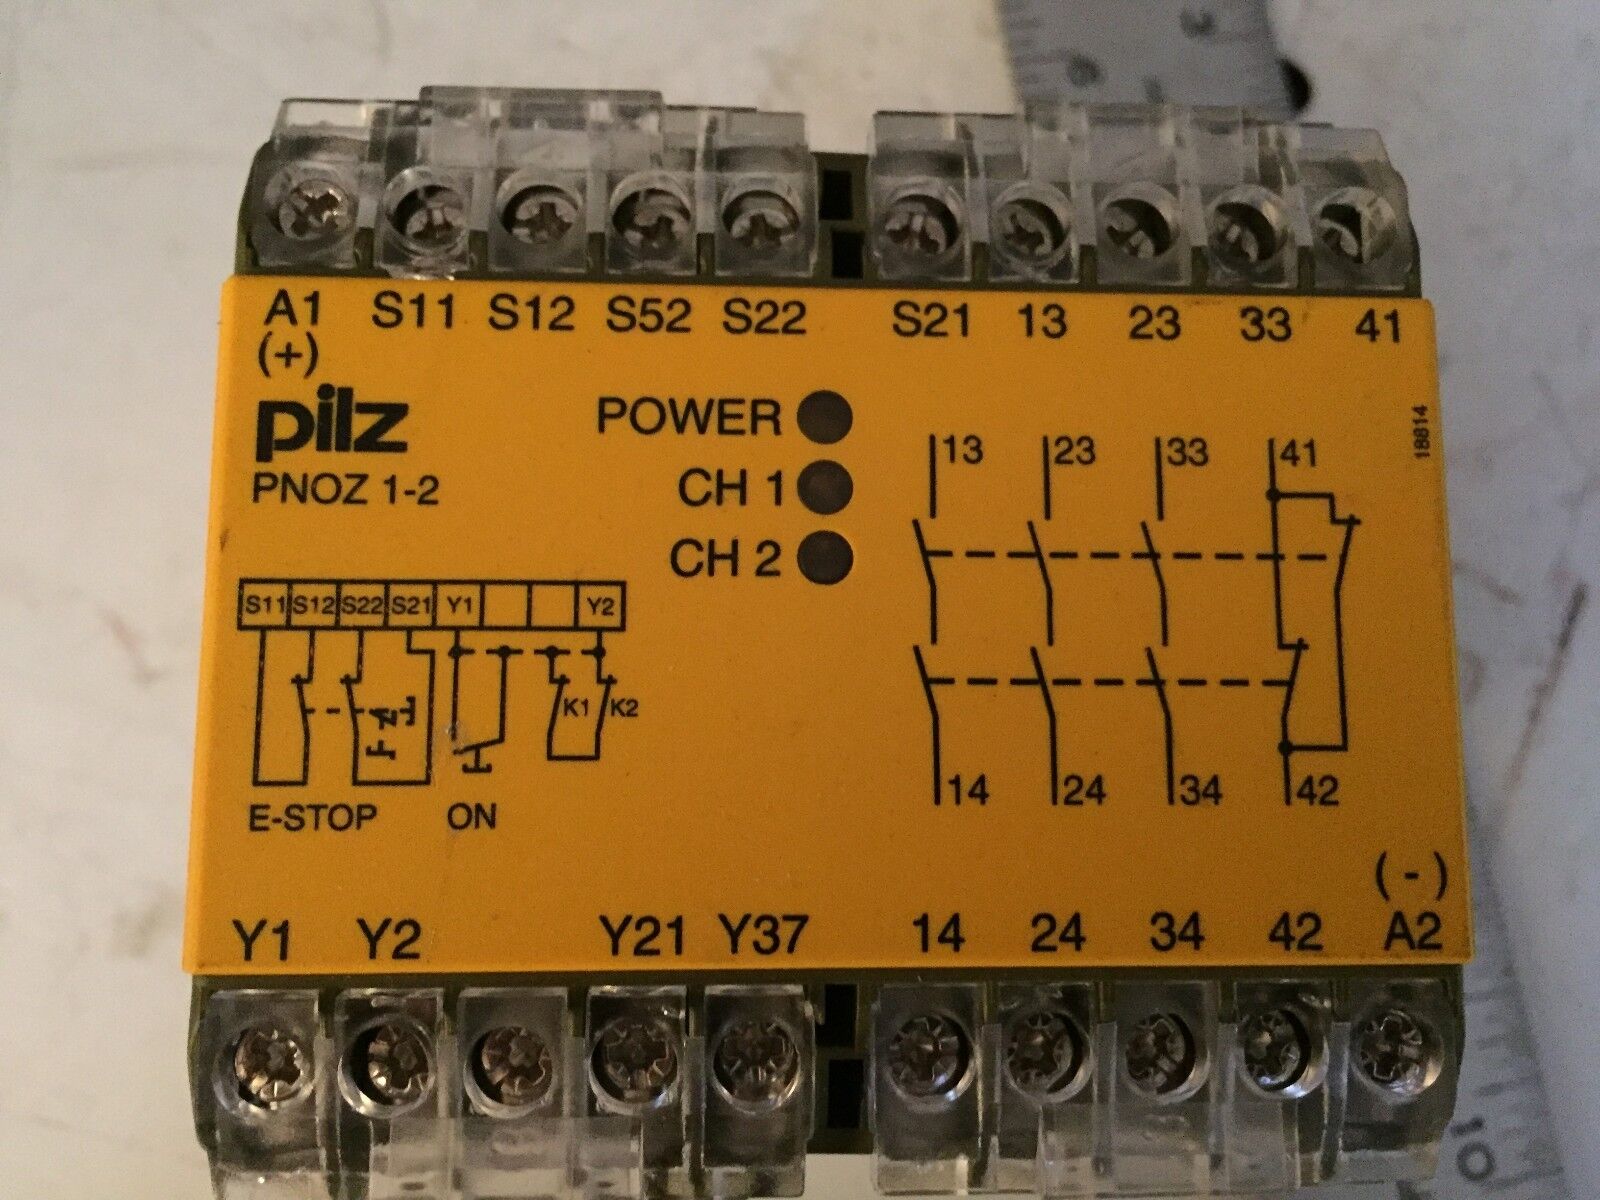 A1 S11 S12 S52 S22 S21 13 23 33 41
(+)
pilz
PNOZ 1-2
POWER
CH 1
CH 2
18814
13 23 33 41
S11 S12 S22 S21 Y1 Y2
K1 K2
14 24 34 42
E-STOP ON
(-)
Y1 Y2 Y21 Y37 14 24 34 42 A2
10